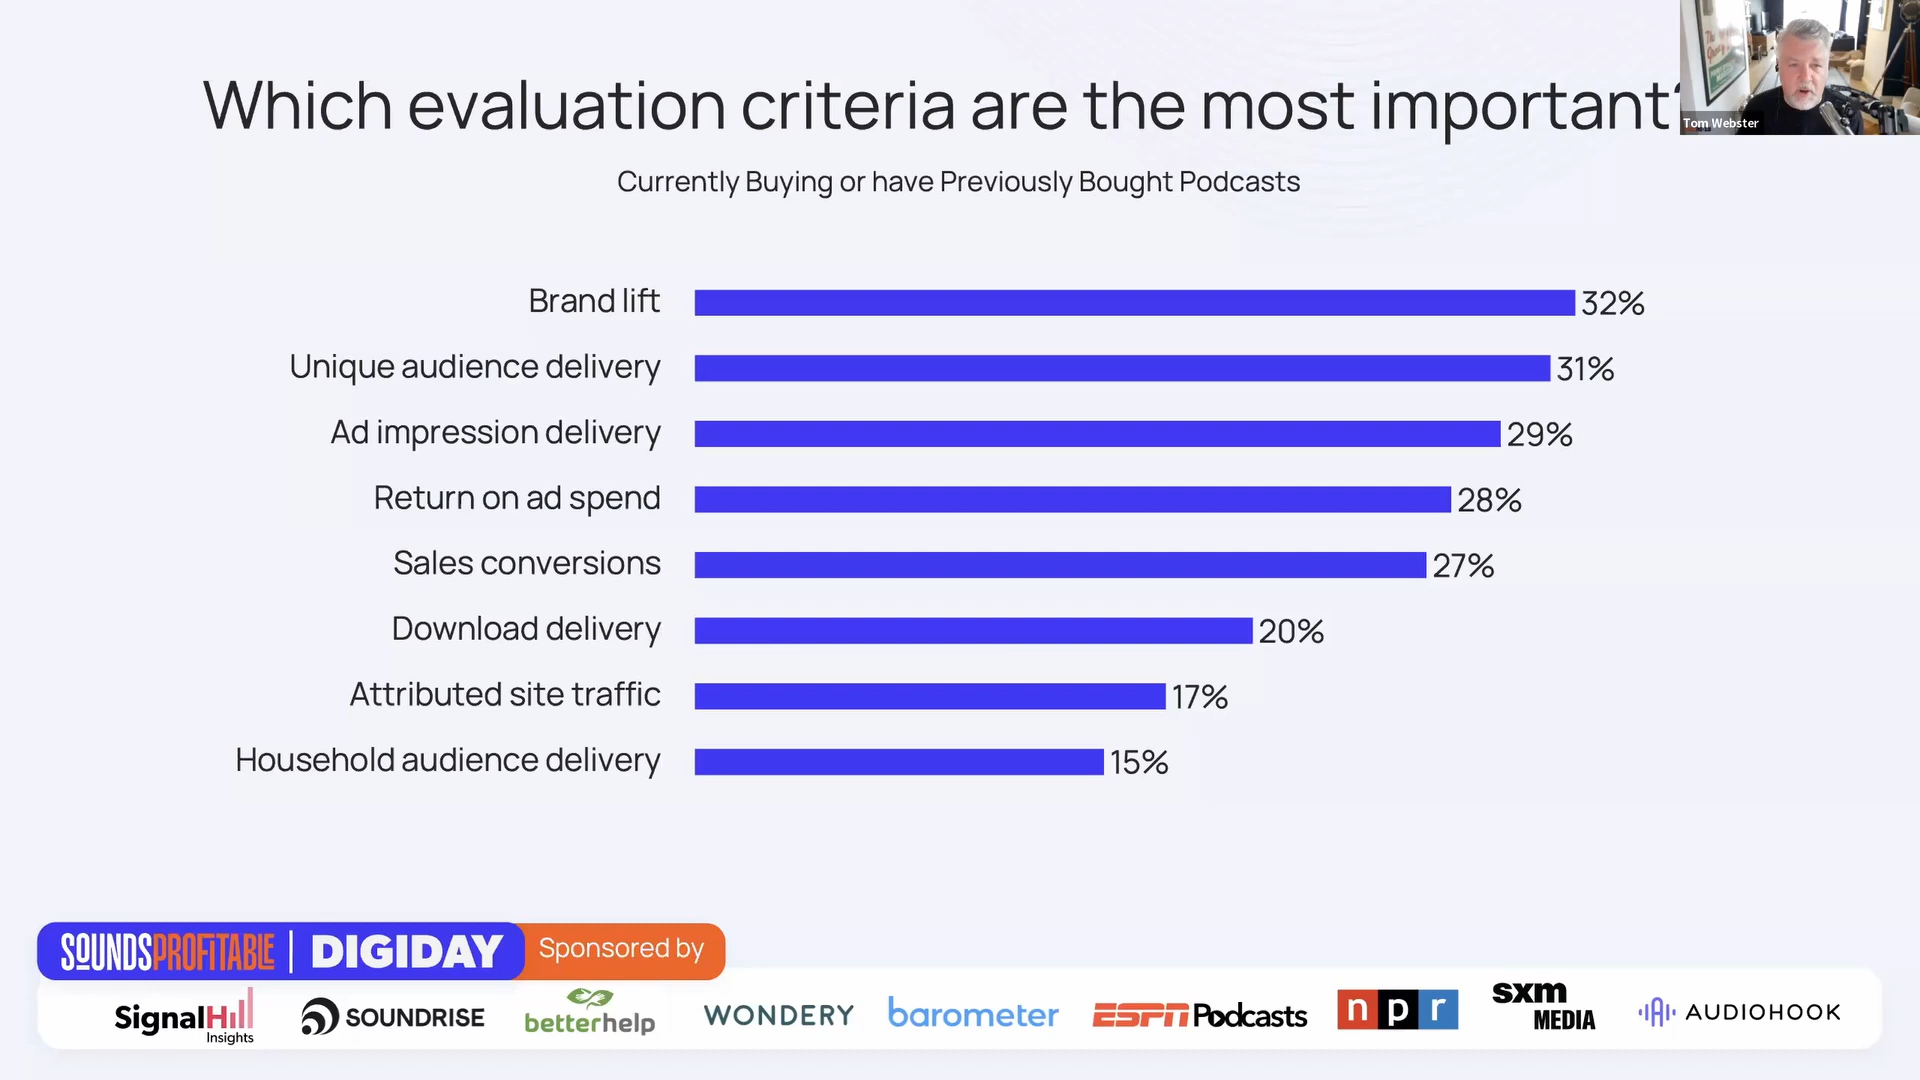 Which evaluation criteria are the most important?
Tom Webster
Currently Buying or have Previously Bought Podcasts
Brand lift 32%
Unique audience delivery 31%
Ad impression delivery 29%
Return on ad spend 28%
Sales conversions 27%
Download delivery 20%
Attributed site traffic 17%
Household audience delivery 15%
SOUNDSPROFITABLE | DIGIDAY Sponsored by
SignalHill Insights
SOUNDRISE
betterhelp
WONDERY
barometer
ESPN Podcasts
npr
sxm MEDIA
AUDIOHOOK